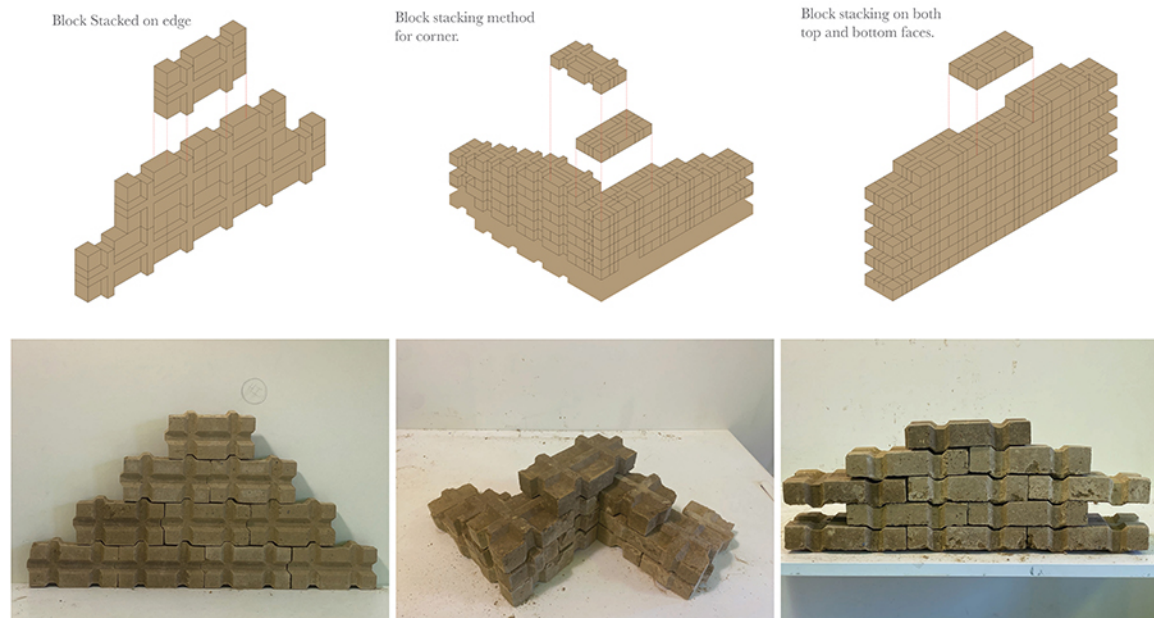 Block Stacked on edge
Block stacking method
for corner.
Block stacking on both
top and bottom faces.